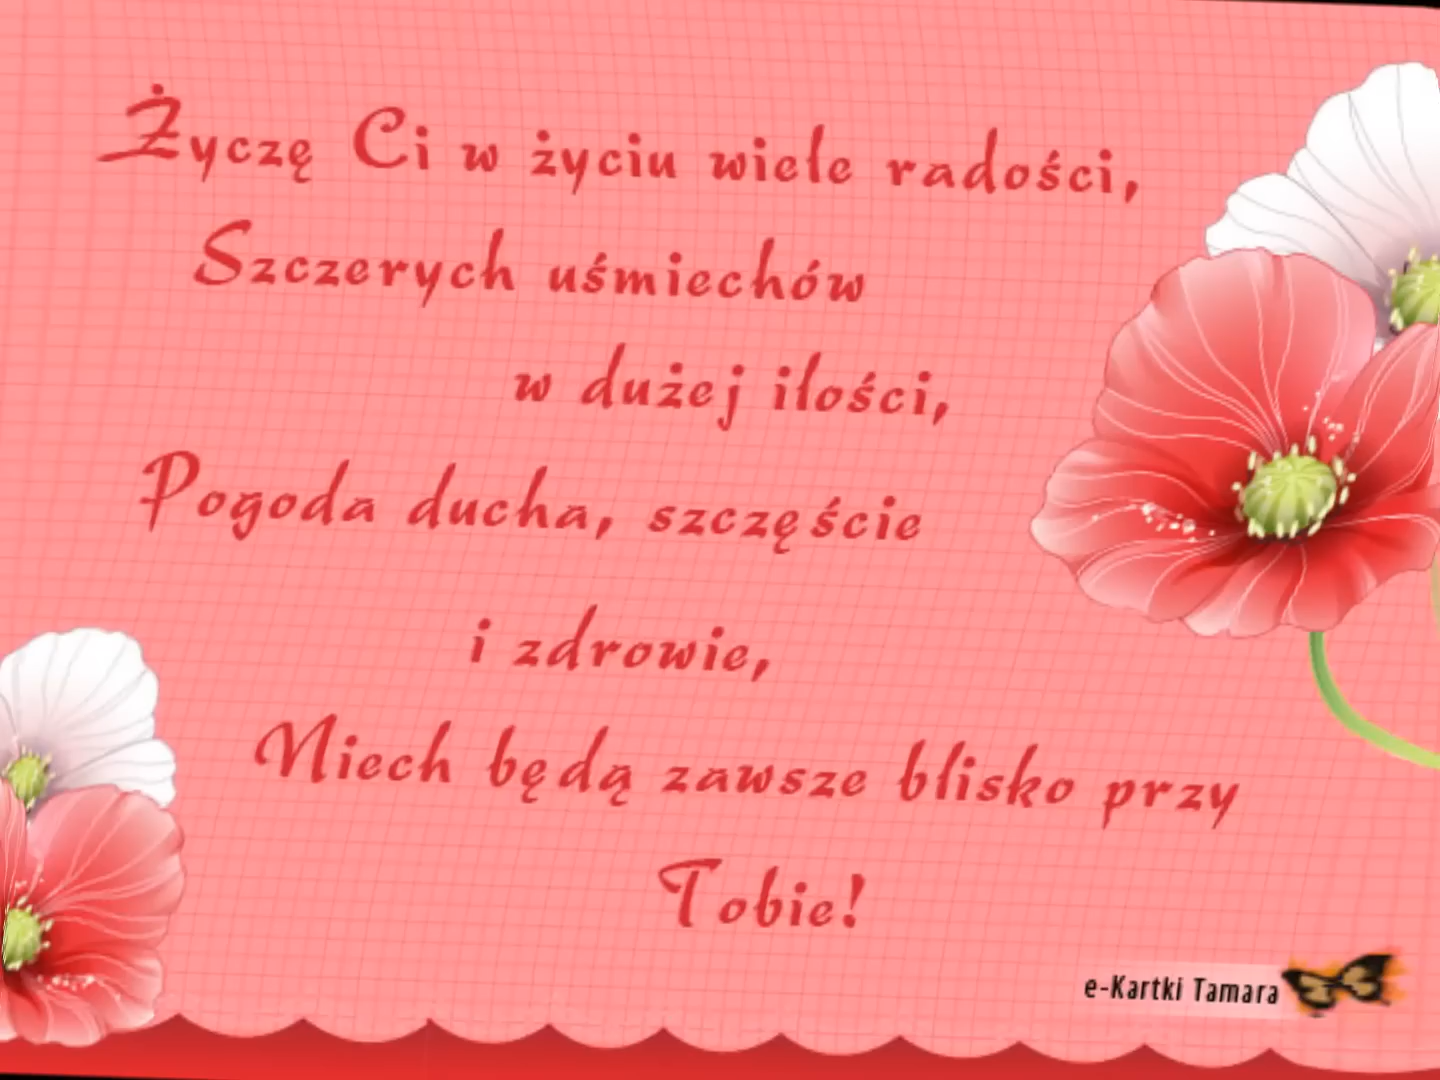 Życzę Ci w życiu wiele radości,
Szczerych uśmiechów
w dużej ilości,
Pogoda ducha, szczęście
i zdrowie,
Niech będą zawsze blisko przy
Tobie!
e-Kartki Tamara